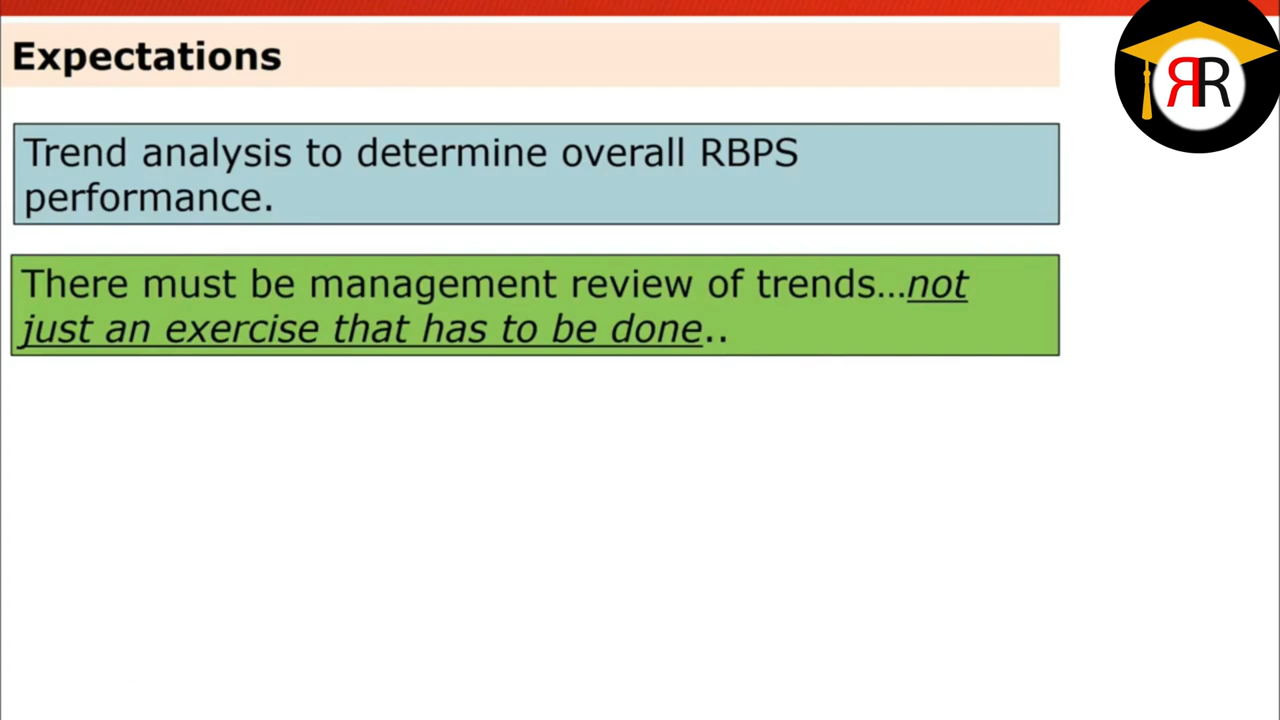 Expectations
Trend analysis to determine overall RBPS
performance.
There must be management review of trends…not
just an exercise that has to be done..
ЯR